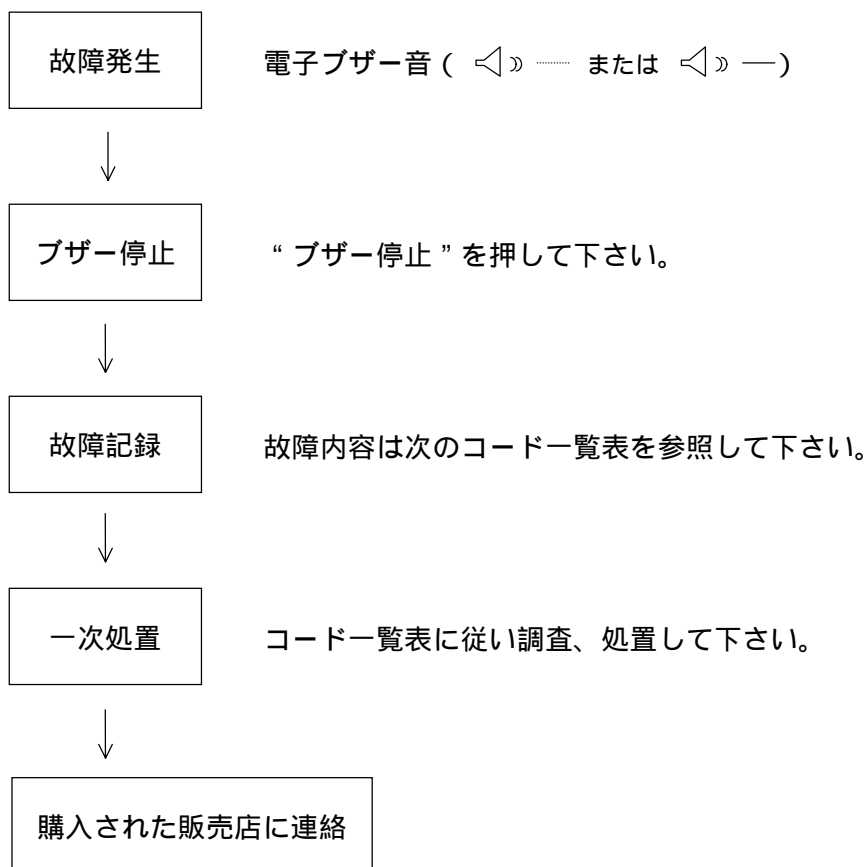 故障発生 電子ブザー音( または )
ブザー停止 “ブザー停止”を押して下さい。
故障記録 故障内容は次のコード一覧表を参照して下さい。
一次処置 コード一覧表に従い調査、処置して下さい。
購入された販売店に連絡